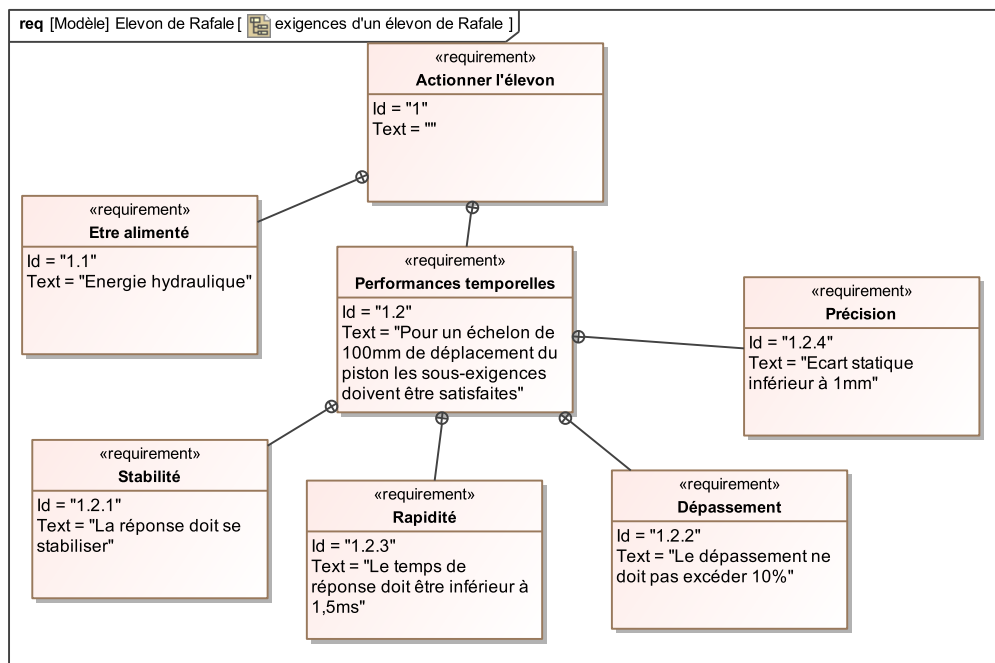 req [Modèle] Elevon de Rafale [ exigences d'un élevon de Rafale ]
«requirement»
Actionner l'élevon
Id = "1"
Text = ""
«requirement»
Etre alimenté
Id = "1.1"
Text = "Energie hydraulique"
«requirement»
Performances temporelles
Id = "1.2"
Text = "Pour un échelon de
100mm de déplacement du
piston les sous-exigences
doivent être satisfaites"
«requirement»
Précision
Id = "1.2.4"
Text = "Ecart statique
inférieur à 1mm"
«requirement»
Stabilité
Id = "1.2.1"
Text = "La réponse doit se
stabiliser"
«requirement»
Rapidité
Id = "1.2.3"
Text = "Le temps de
réponse doit être inférieur à
1,5ms"
«requirement»
Dépassement
Id = "1.2.2"
Text = "Le dépassement ne
doit pas excéder 10%"